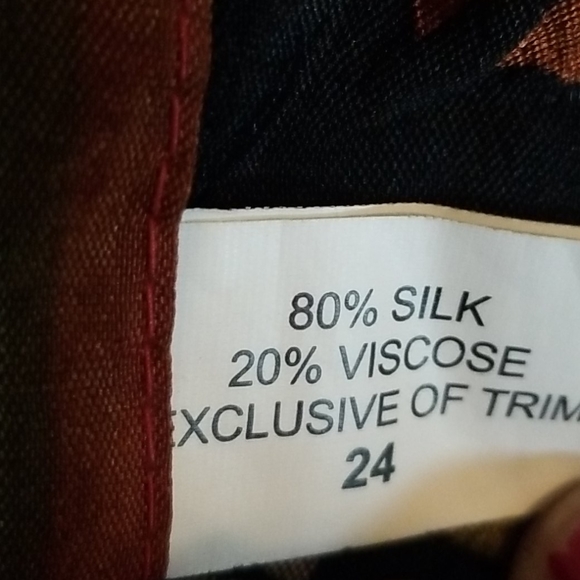 80% SILK
20% VISCOSE
EXCLUSIVE OF TRIM
24